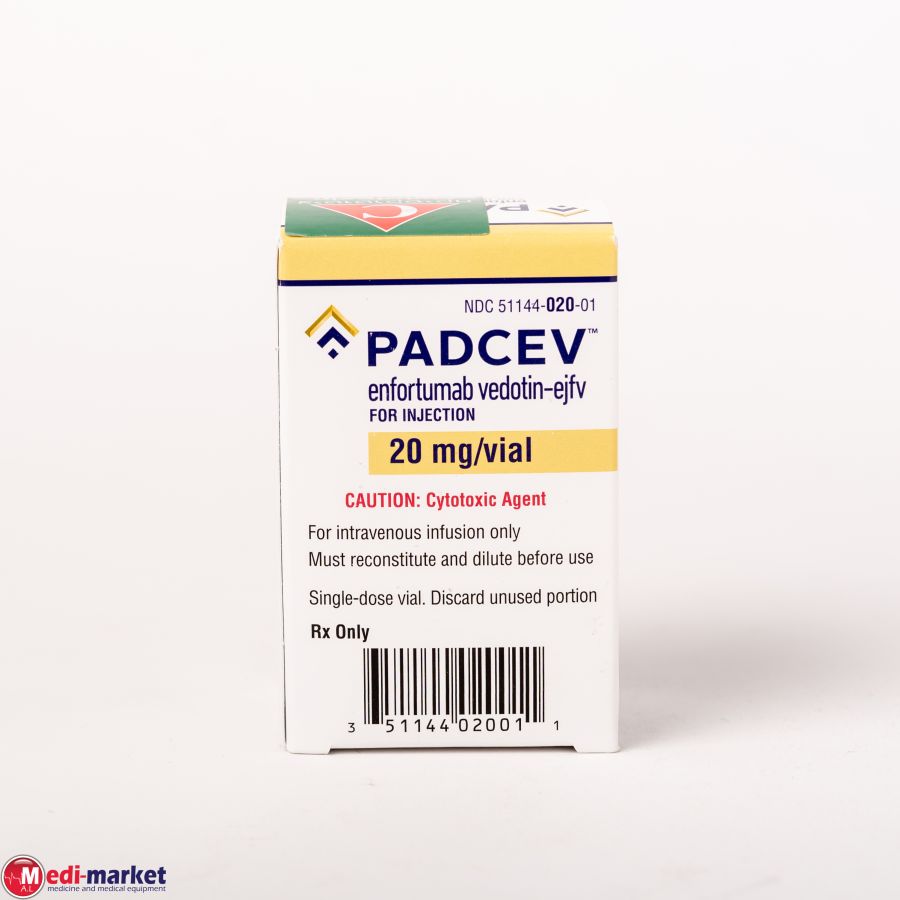 C
NDC 51144-020-01
PADCEV™
enfortumab vedotin-ejfv
FOR INJECTION
20 mg/vial
CAUTION: Cytotoxic Agent
For intravenous infusion only
Must reconstitute and dilute before use
Single-dose vial. Discard unused portion
Rx Only
3 51144 02001 1
Medi-market
A.L.
medicine and medical equipment